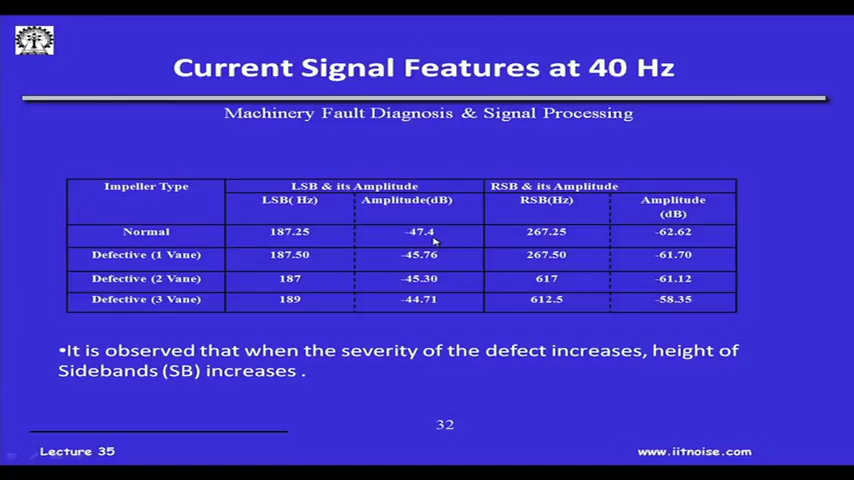 Current Signal Features at 40 Hz
Machinery Fault Diagnosis & Signal Processing
Impeller Type LSB & its Amplitude RSB & its Amplitude
LSB( Hz) Amplitude(dB) RSB(Hz) Amplitude (dB)
Normal 187.25 -47.4 267.25 -62.62
Defective (1 Vane) 187.50 -45.76 267.50 -61.70
Defective (2 Vane) 187 -45.30 617 -61.12
Defective (3 Vane) 189 -44.71 612.5 -58.35
•It is observed that when the severity of the defect increases, height of
Sidebands (SB) increases .
32
Lecture 35 www.iitnoise.com